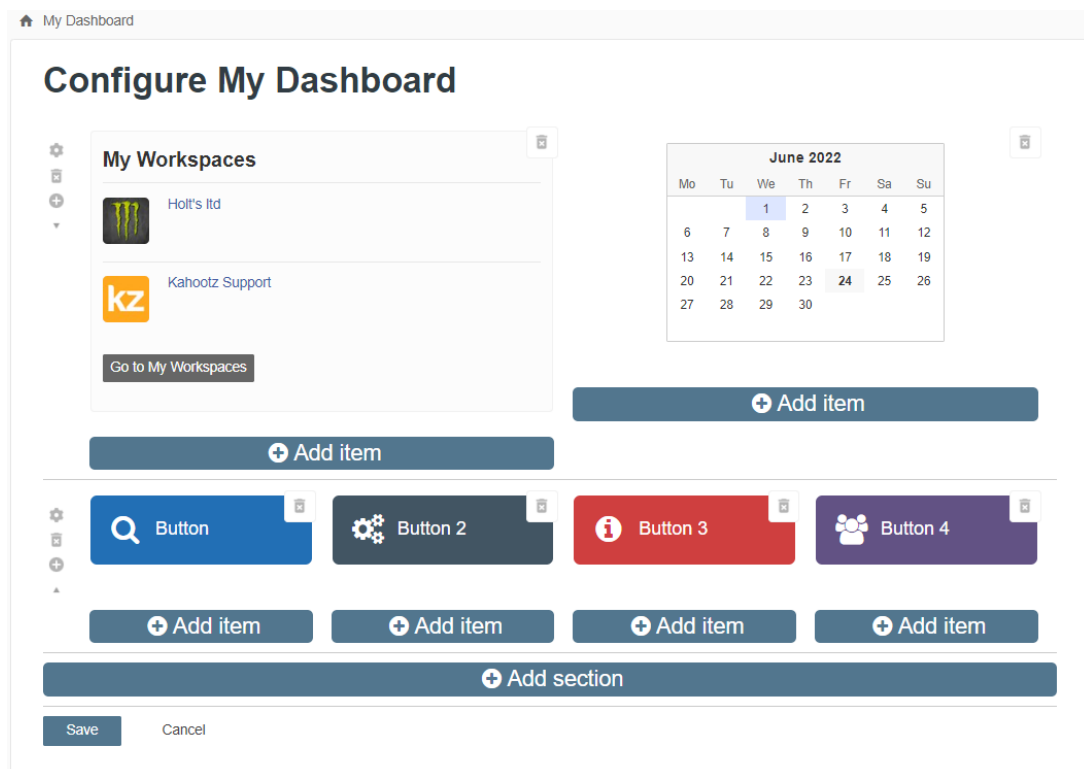 My Dashboard
Configure My Dashboard
My Workspaces
Holt's ltd
kz
Kahootz Support
Go to My Workspaces
Add item
June 2022
Mo Tu We Th Fr Sa Su
1 2 3 4 5
6 7 8 9 10 11 12
13 14 15 16 17 18 19
20 21 22 23 24 25 26
27 28 29 30
Add item
Button Button 2 Button 3 Button 4
Add item Add item Add item Add item
Add section
Save Cancel